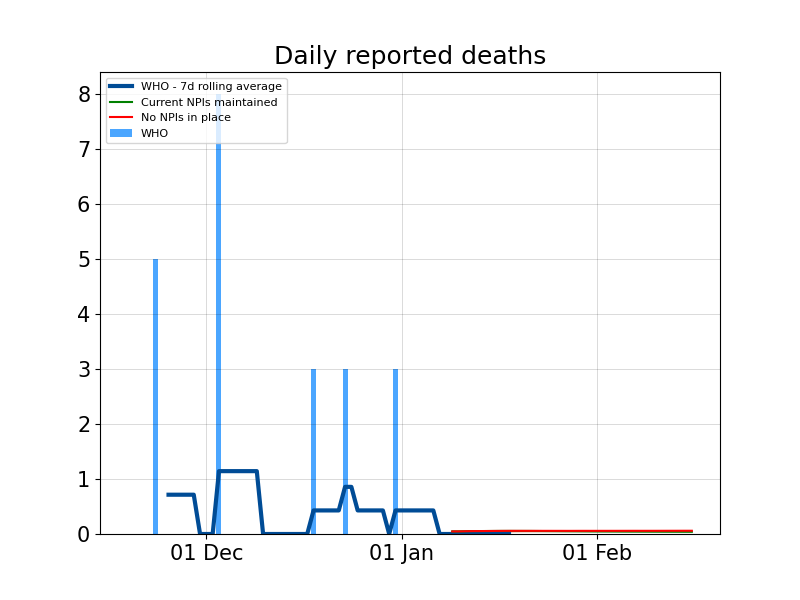 Daily reported deaths
WHO - 7d rolling average
Current NPIs maintained
No NPIs in place
WHO
8
7
6
5
4
3
2
1
0
01 Dec
01 Jan
01 Feb